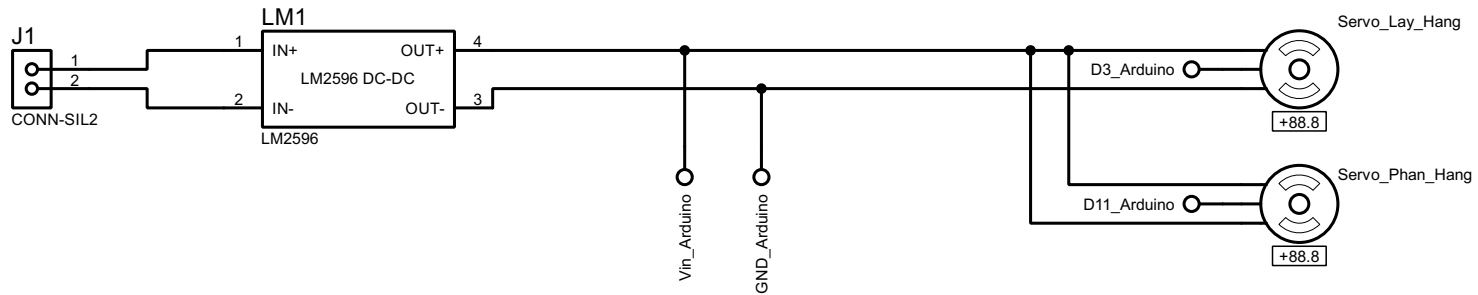 LM1
J1
1
2
CONN-SIL2
1
IN+
OUT+
4
LM2596 DC-DC
2
IN-
OUT-
3
LM2596
Vin_Arduino
GND_Arduino
Servo_Lay_Hang
D3_Arduino
+88.8
Servo_Phan_Hang
D11_Arduino
+88.8